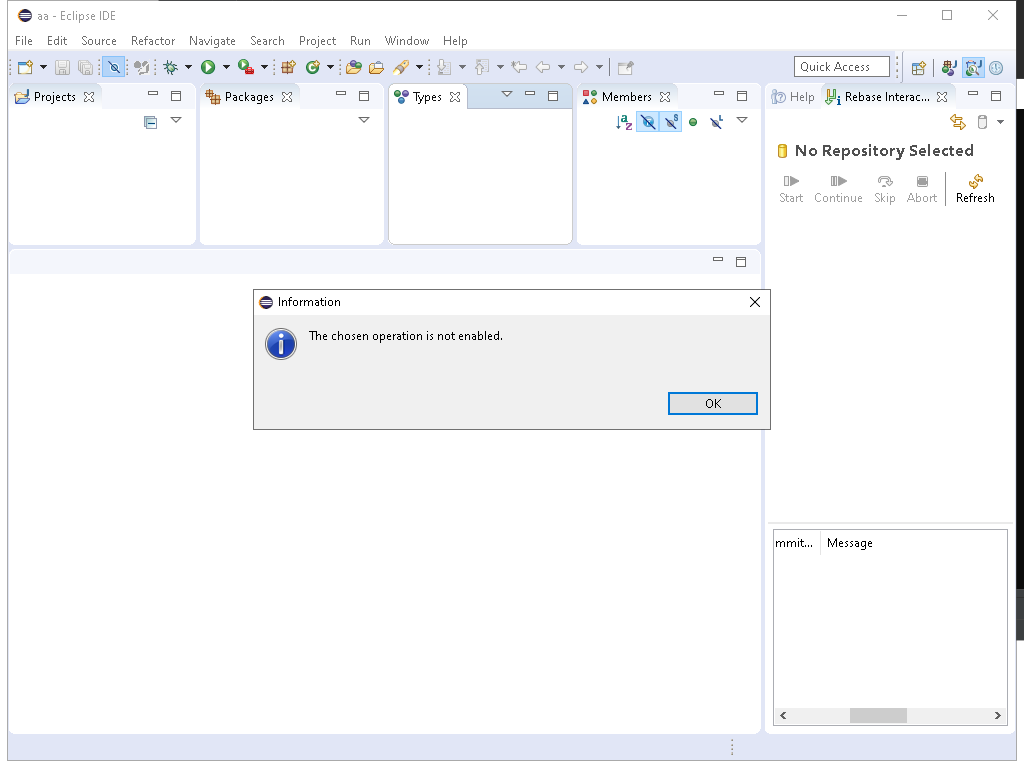 aa - Eclipse IDE
File Edit Source Refactor Navigate Search Project Run Window Help
Quick Access
Projects
Packages
Types
Members
Help
Rebase Interac...
No Repository Selected
Start Continue Skip Abort Refresh
Information
The chosen operation is not enabled.
OK
mmit... Message